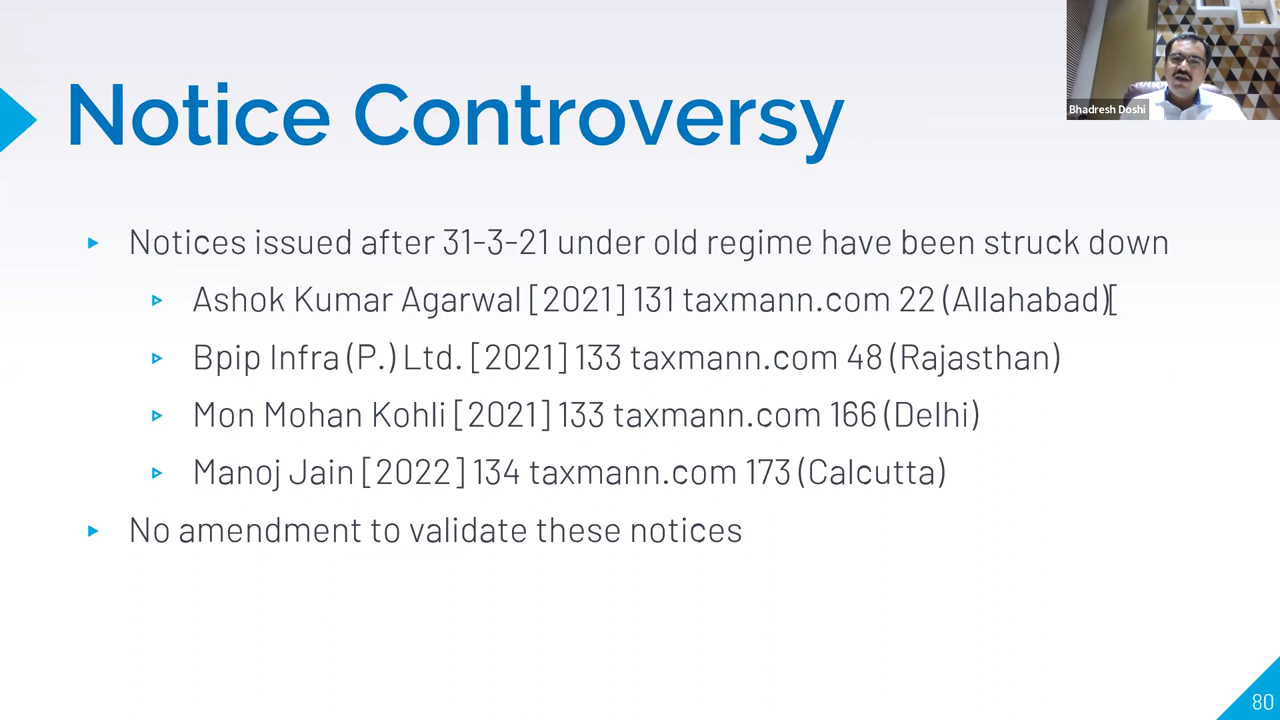 Bhadresh Doshi
Notice Controversy
Notices issued after 31-3-21 under old regime have been struck down
Ashok Kumar Agarwal [2021] 131 taxmann.com 22 (Allahabad)[
Bpip Infra (P.) Ltd. [2021] 133 taxmann.com 48 (Rajasthan)
Mon Mohan Kohli [2021] 133 taxmann.com 166 (Delhi)
Manoj Jain [2022] 134 taxmann.com 173 (Calcutta)
No amendment to validate these notices
80